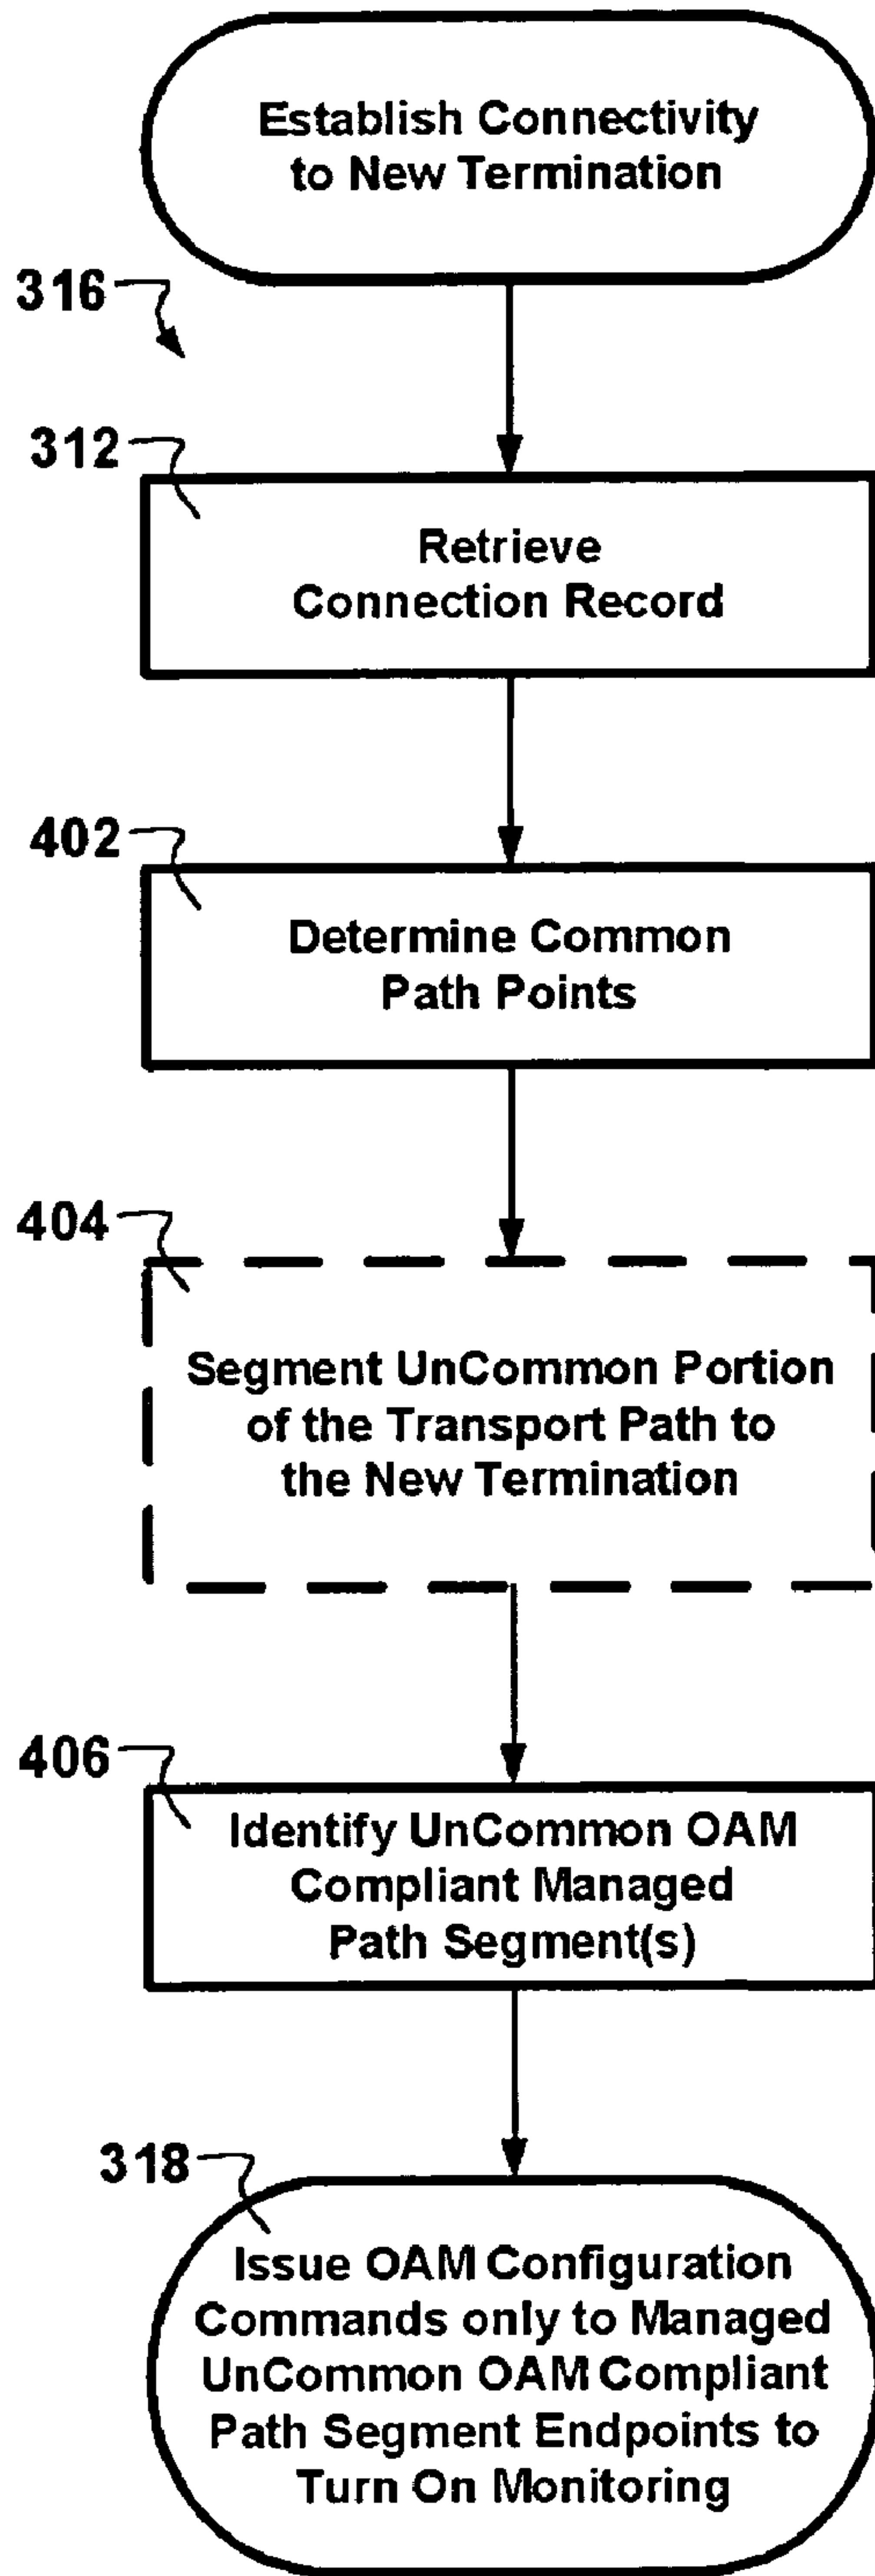 Establish Connectivity
to New Termination
316
312
Retrieve
Connection Record
402
Determine Common
Path Points
404
Segment UnCommon Portion
of the Transport Path to
the New Termination
406
Identify UnCommon OAM
Compliant Managed
Path Segment(s)
318
Issue OAM Configuration
Commands only to Managed
UnCommon OAM Compliant
Path Segment Endpoints to
Turn On Monitoring